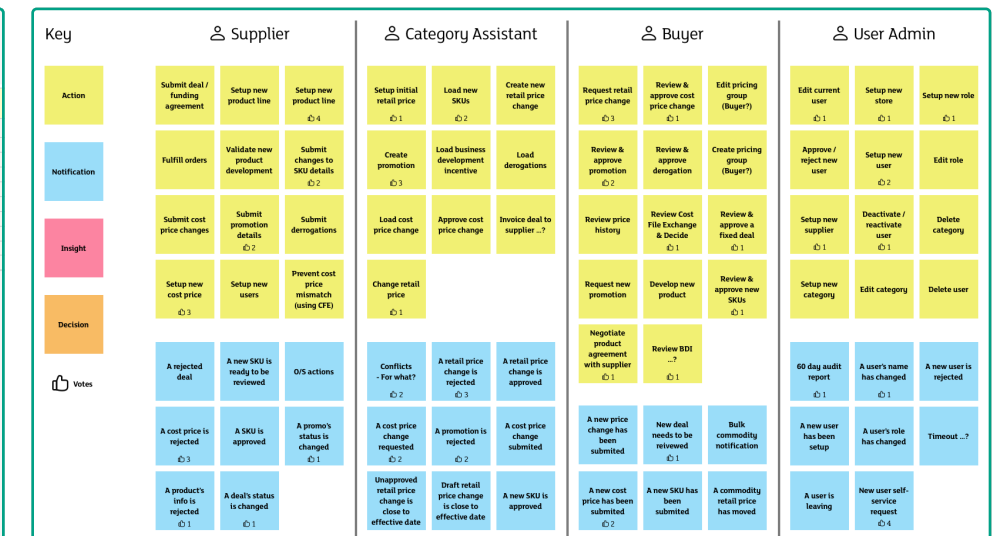 Key
Action
Notification
Insight
Decision
Votes
Supplier
Submit deal /
funding
agreement
Setup new
product line
Setup new
product line
4
Fulfill orders
Validate new
product
development
Submit
changes to
SKU details
2
Submit cost
price changes
Submit
promotion
details
2
Submit
derrogations
Setup new
cost price
3
Setup new
users
Prevent cost
price
mismatch
(using CFE)
A rejected
deal
A new SKU is
ready to be
reviewed
O/S actions
A cost price is
rejected
3
A SKU is
approved
A promo's
status is
changed
1
A product's
info is
rejected
1
A deal's status
is changed
1
Category Assistant
Setup initial
retail price
1
Load new
SKUs
2
Create new
retail price
change
Create
promotion
3
Load business
development
incentive
Load
derogations
Load cost
price change
Approve cost
price change
Invoice deal to
supplier ...?
Change retail
price
1
Conflicts
- For what?
2
A retail price
change is
rejected
3
A retail price
change is
approved
A cost price
change
requested
2
A promotion is
rejected
2
A cost price
change
submited
Unapproved
retail price
change is
close to
effective date
Draft retail
price change
is close to
effective date
A new SKU is
approved
Buyer
Request retail
price change
3
Review &
approve cost
price change
1
Edit pricing
group
(Buyer?)
Review &
approve
promotion
2
Review &
approve
derogation
Create pricing
group
(Buyer?)
Review price
history
Review Cost
File Exchange
& Decide
1
Review &
approve a
fixed deal
1
Request new
promotion
Develop new
product
Review &
approve new
SKUs
1
Negotiate
product
agreement
with supplier
1
Review BDI
...?
1
A new price
change has
been
submited
New deal
needs to be
reivewed
1
Bulk
commodity
notification
A new cost
price has been
submited
2
A new SKU has
been
submited
A commodity
retail price
has moved
User Admin
Edit current
user
1
Setup new
store
1
Setup new role
1
Approve /
reject new
user
Setup new
user
2
Edit role
Setup new
supplier
1
Deactivate /
reactivate
user
1
Delete
category
Setup new
category
Edit category
Delete user
60 day audit
report
1
A user's name
has changed
1
A new user is
rejected
A new user
has been
setup
A user's role
has changed
Timeout ...?
A user is
leaving
New user self-
service
request
4